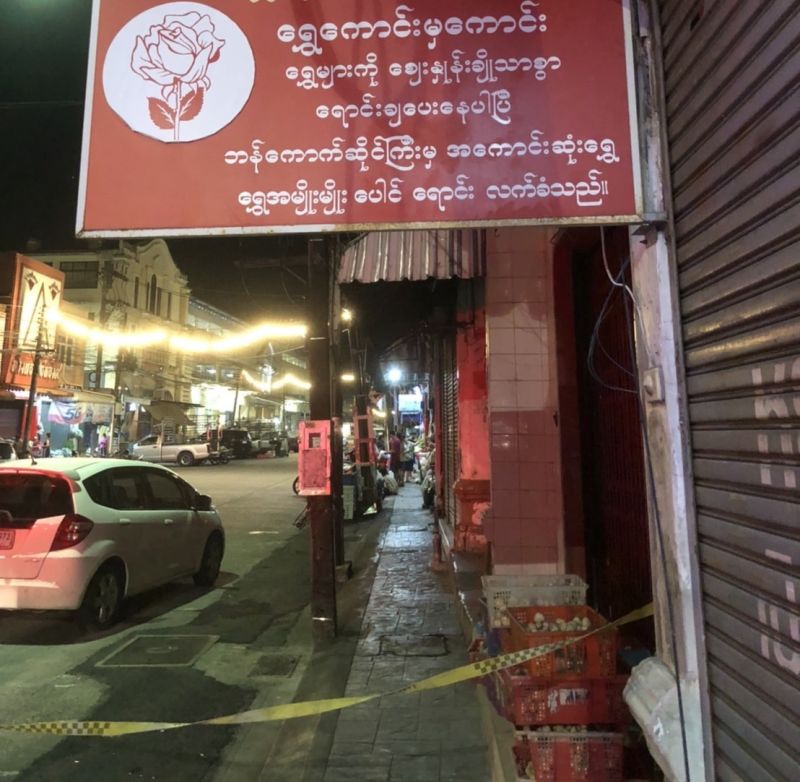 ရွှေကောင်းမှကောင်း
ရွှေများကို ဈေးနှုန်းချိုသာစွာ
ရောင်းချပေးနေပါပြီ
ဘန်ကောက်ဆိုင်ကြီးမှ အကောင်းဆုံးရွှေ
ရွှေအမျိုးမျိုး ပေါင် ရောင်း လက်ခံသည်။